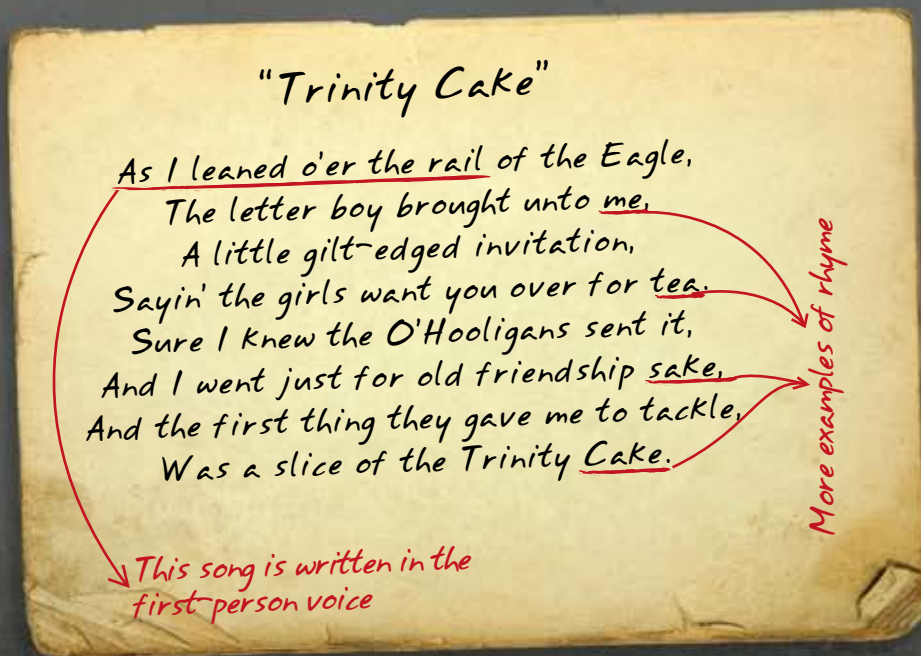 "Trinity Cake"
As I leaned o'er the rail of the Eagle,
The letter boy brought unto me,
A little gilt-edged invitation,
Sayin' the girls want you over for tea.
Sure I knew the O'Hooligans sent it,
And I went just for old friendship sake,
And the first thing they gave me to tackle,
Was a slice of the Trinity Cake.
More examples of rhyme
This song is written in the
first-person voice